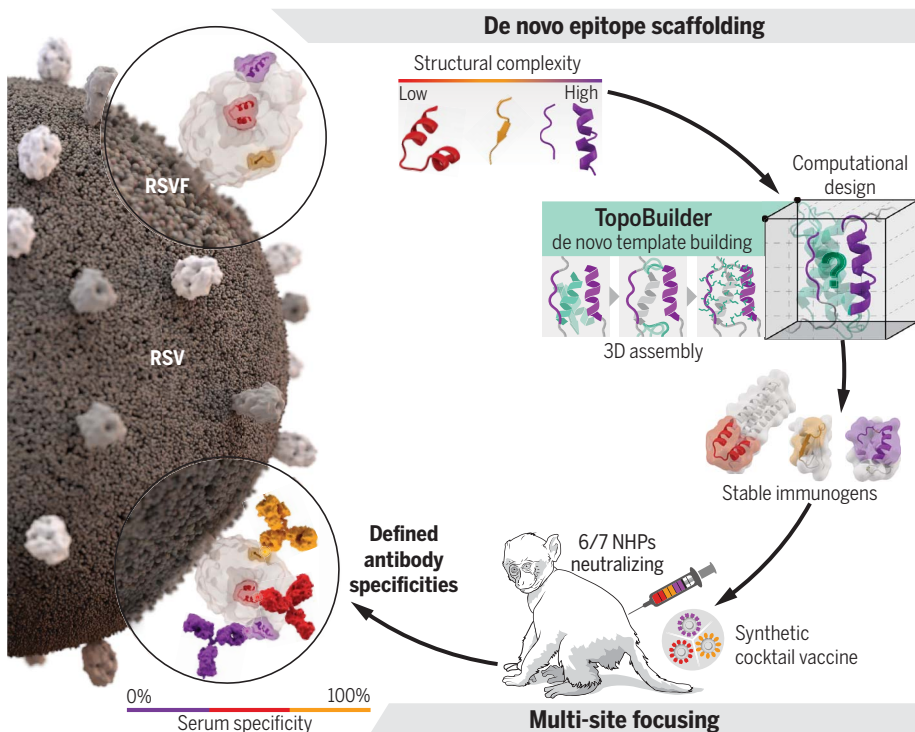 De novo epitope scaffolding
Structural complexity
Low
High
RSVF
Computational
design
TopoBuilder
de novo template building
3D assembly
RSV
Stable immunogens
Defined
antibody
specificities
6/7 NHPs
neutralizing
Synthetic
cocktail vaccine
0%
100%
Serum specificity
Multi-site focusing
?